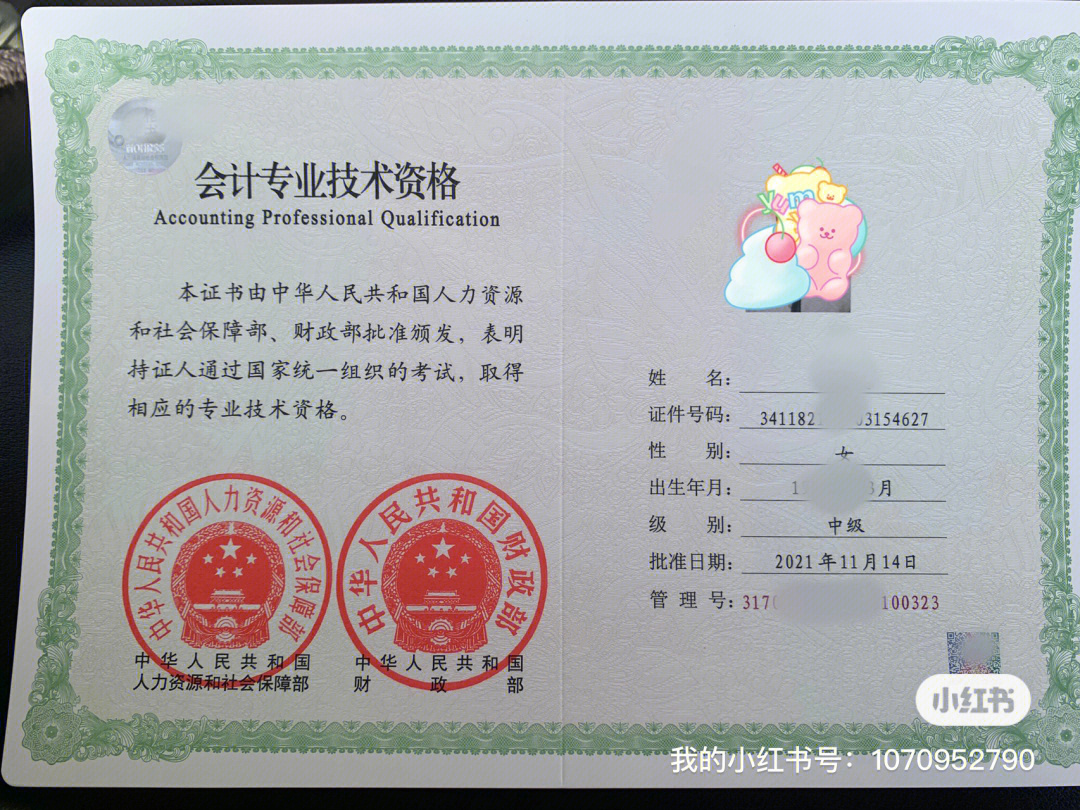 会计专业技术资格
Accounting Professional Qualification
本证书由中华人民共和国人力资源
和社会保障部、财政部批准颁发，表明
持证人通过国家统一组织的考试，取得
相应的专业技术资格。
中华人民共和国人力资源和社会保障部
中华人民共和国财政部
中华人民共和国
人力资源和社会保障部
中华人民共和国
财政部
yum
姓名：
证件号码：341182 03154627
性别：女
出生年月：1 3月
级别：中级
批准日期：2021年11月14日
管理号：317 100323
小红书
我的小红书号：1070952790